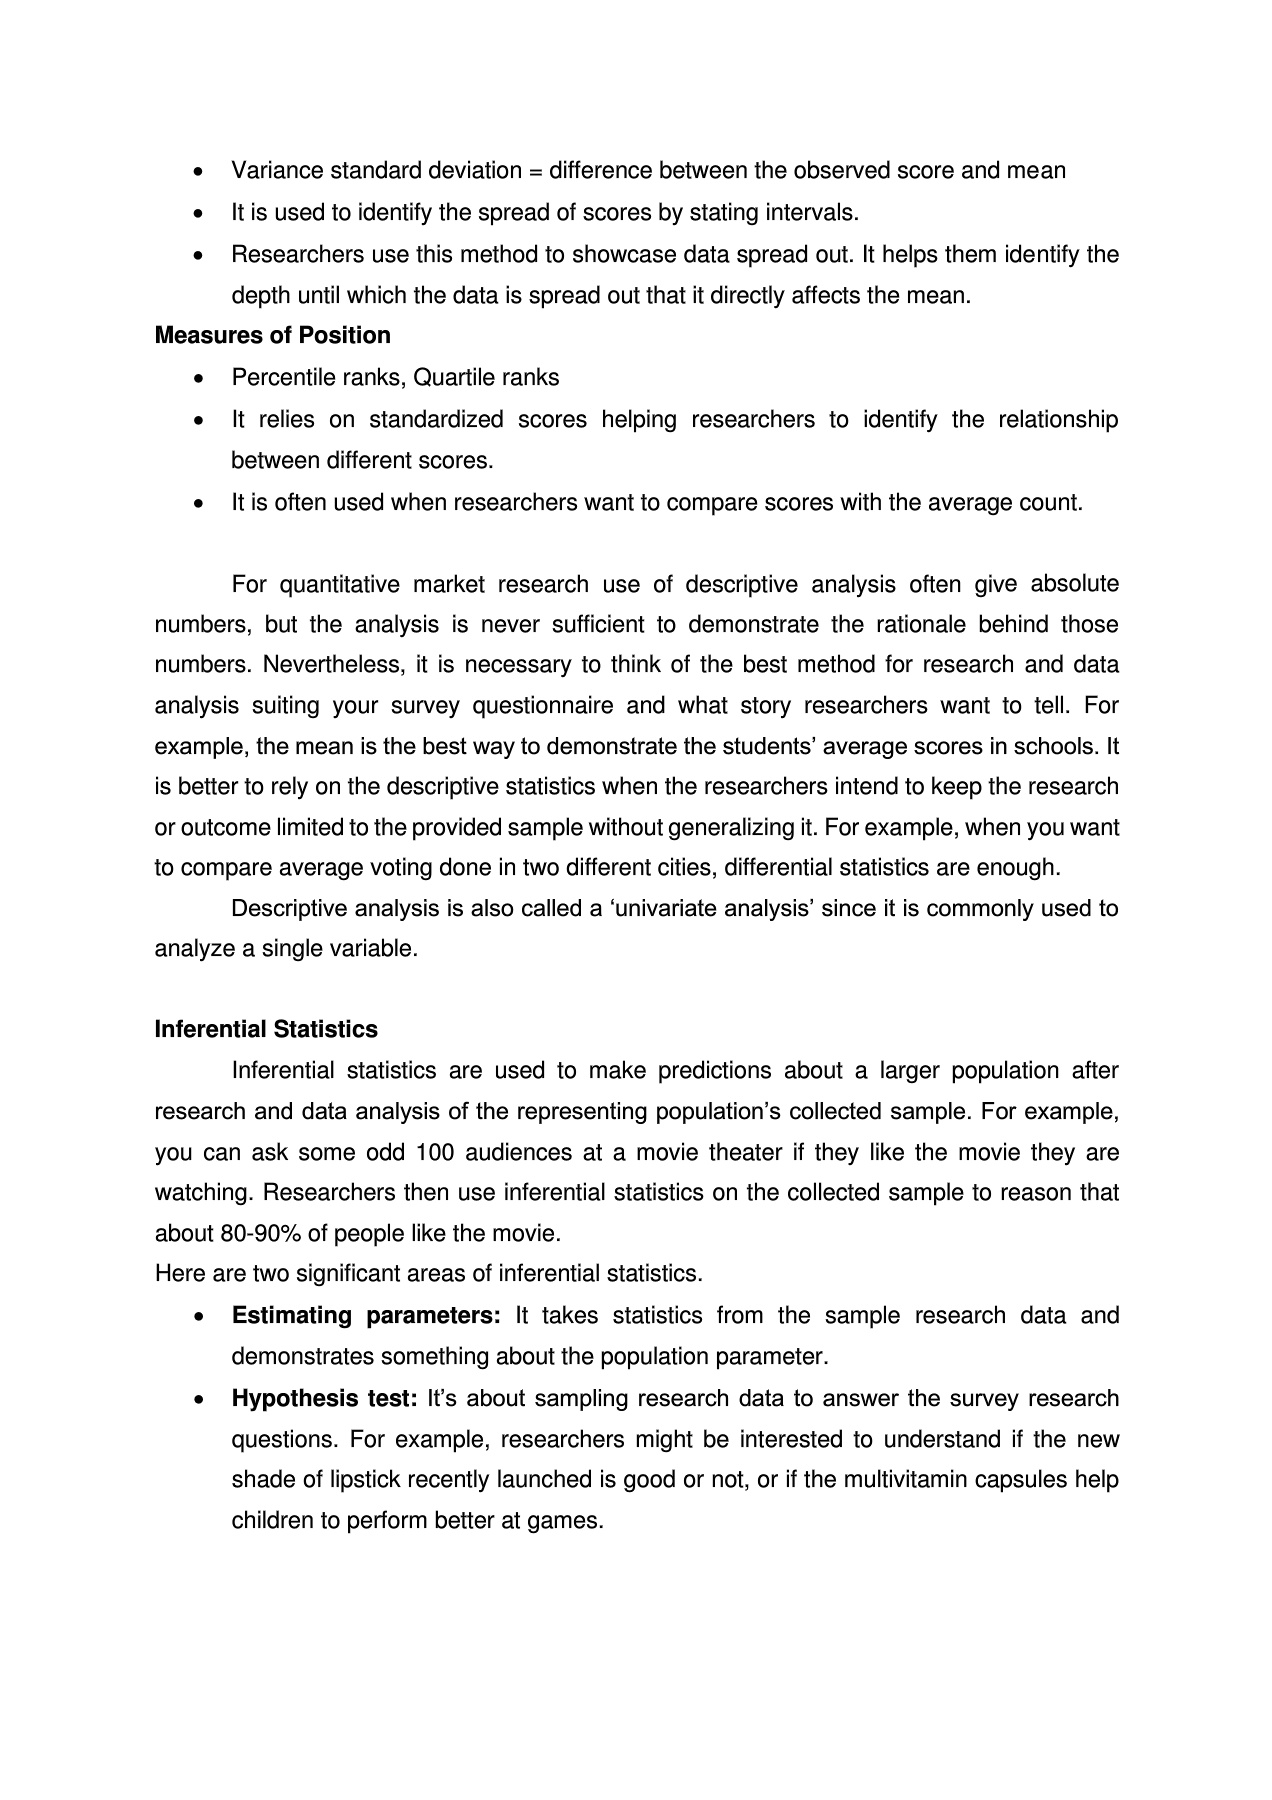 • Variance standard deviation = difference between the observed score and mean
• It is used to identify the spread of scores by stating intervals.
• Researchers use this method to showcase data spread out. It helps them identify the
depth until which the data is spread out that it directly affects the mean.
Measures of Position
• Percentile ranks, Quartile ranks
• It relies on standardized scores helping researchers to identify the relationship
between different scores.
• It is often used when researchers want to compare scores with the average count.
For quantitative market research use of descriptive analysis often give absolute
numbers, but the analysis is never sufficient to demonstrate the rationale behind those
numbers. Nevertheless, it is necessary to think of the best method for research and data
analysis suiting your survey questionnaire and what story researchers want to tell. For
example, the mean is the best way to demonstrate the students’ average scores in schools. It
is better to rely on the descriptive statistics when the researchers intend to keep the research
or outcome limited to the provided sample without generalizing it. For example, when you want
to compare average voting done in two different cities, differential statistics are enough.
Descriptive analysis is also called a ‘univariate analysis’ since it is commonly used to
analyze a single variable.
Inferential Statistics
Inferential statistics are used to make predictions about a larger population after
research and data analysis of the representing population’s collected sample. For example,
you can ask some odd 100 audiences at a movie theater if they like the movie they are
watching. Researchers then use inferential statistics on the collected sample to reason that
about 80-90% of people like the movie.
Here are two significant areas of inferential statistics.
• Estimating parameters: It takes statistics from the sample research data and
demonstrates something about the population parameter.
• Hypothesis test: It’s about sampling research data to answer the survey research
questions. For example, researchers might be interested to understand if the new
shade of lipstick recently launched is good or not, or if the multivitamin capsules help
children to perform better at games.